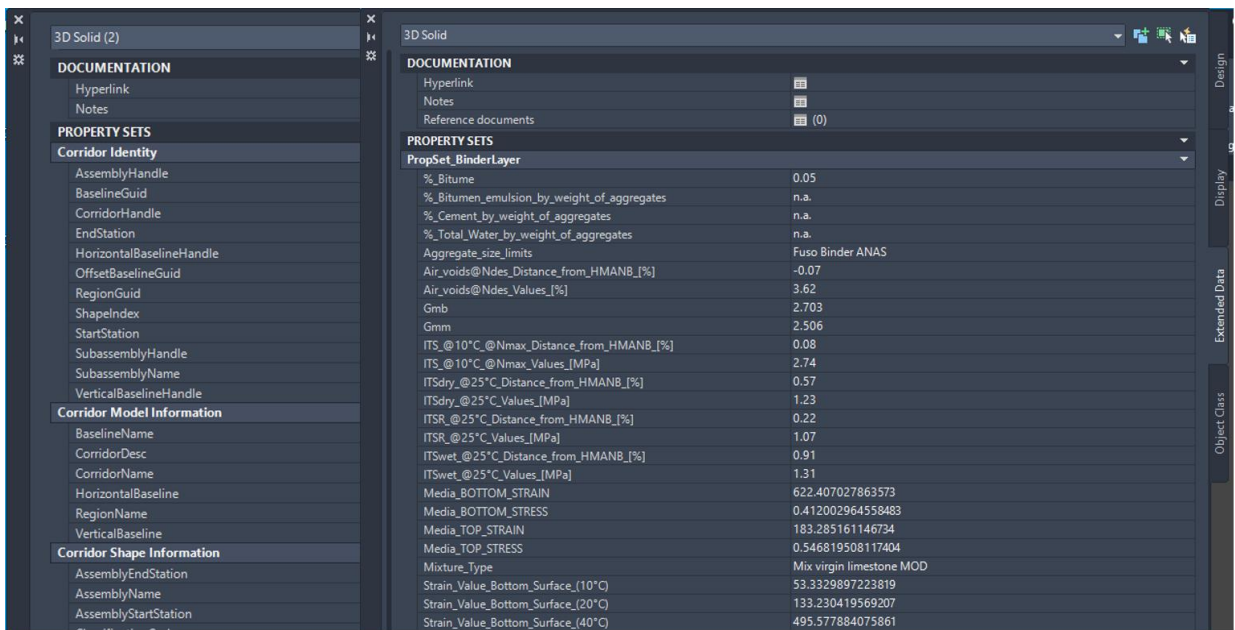 3D Solid (2)
DOCUMENTATION
Hyperlink
Notes
PROPERTY SETS
Corridor Identity
AssemblyHandle
BaselineGuid
CorridorHandle
EndStation
HorizontalBaselineHandle
OffsetBaselineGuid
RegionGuid
ShapeIndex
StartStation
SubassemblyHandle
SubassemblyName
VerticalBaselineHandle
Corridor Model Information
BaselineName
CorridorDesc
CorridorName
HorizontalBaseline
RegionName
VerticalBaseline
Corridor Shape Information
AssemblyEndStation
AssemblyName
AssemblyStartStation
3D Solid
DOCUMENTATION
Hyperlink
Notes
Reference documents (0)
PROPERTY SETS
PropSet_BinderLayer
%_Bitume 0.05
%_Bitumen_emulsion_by_weight_of_aggregates n.a.
%_Cement_by_weight_of_aggregates n.a.
%_Total_Water_by_weight_of_aggregates n.a.
Aggregate_size_limits Fuso Binder ANAS
Air_voids@Ndes_Distance_from_HMANB_[%] -0.07
Air_voids@Ndes_Values_[%] 3.62
Gmb 2.703
Gmm 2.506
ITS_@10°C_@Nmax_Distance_from_HMANB_[%] 0.08
ITS_@10°C_@Nmax_Values_[MPa] 2.74
ITSdry_@25°C_Distance_from_HMANB_[%] 0.57
ITSdry_@25°C_Values_[MPa] 1.23
ITSR_@25°C_Distance_from_HMANB_[%] 0.22
ITSR_@25°C_Values_[MPa] 1.07
ITSwet_@25°C_Distance_from_HMANB_[%] 0.91
ITSwet_@25°C_Values_[MPa] 1.31
Media_BOTTOM_STRAIN 622.407027863573
Media_BOTTOM_STRESS 0.412002964558483
Media_TOP_STRAIN 183.285161146734
Media_TOP_STRESS 0.546819508117404
Mixture_Type Mix virgin limestone MOD
Strain_Value_Bottom_Surface_(10°C) 53.3329897223819
Strain_Value_Bottom_Surface_(20°C) 133.230419569207
Strain_Value_Bottom_Surface_(40°C) 495.577884075861
Design
Display
Extended Data
Object Class